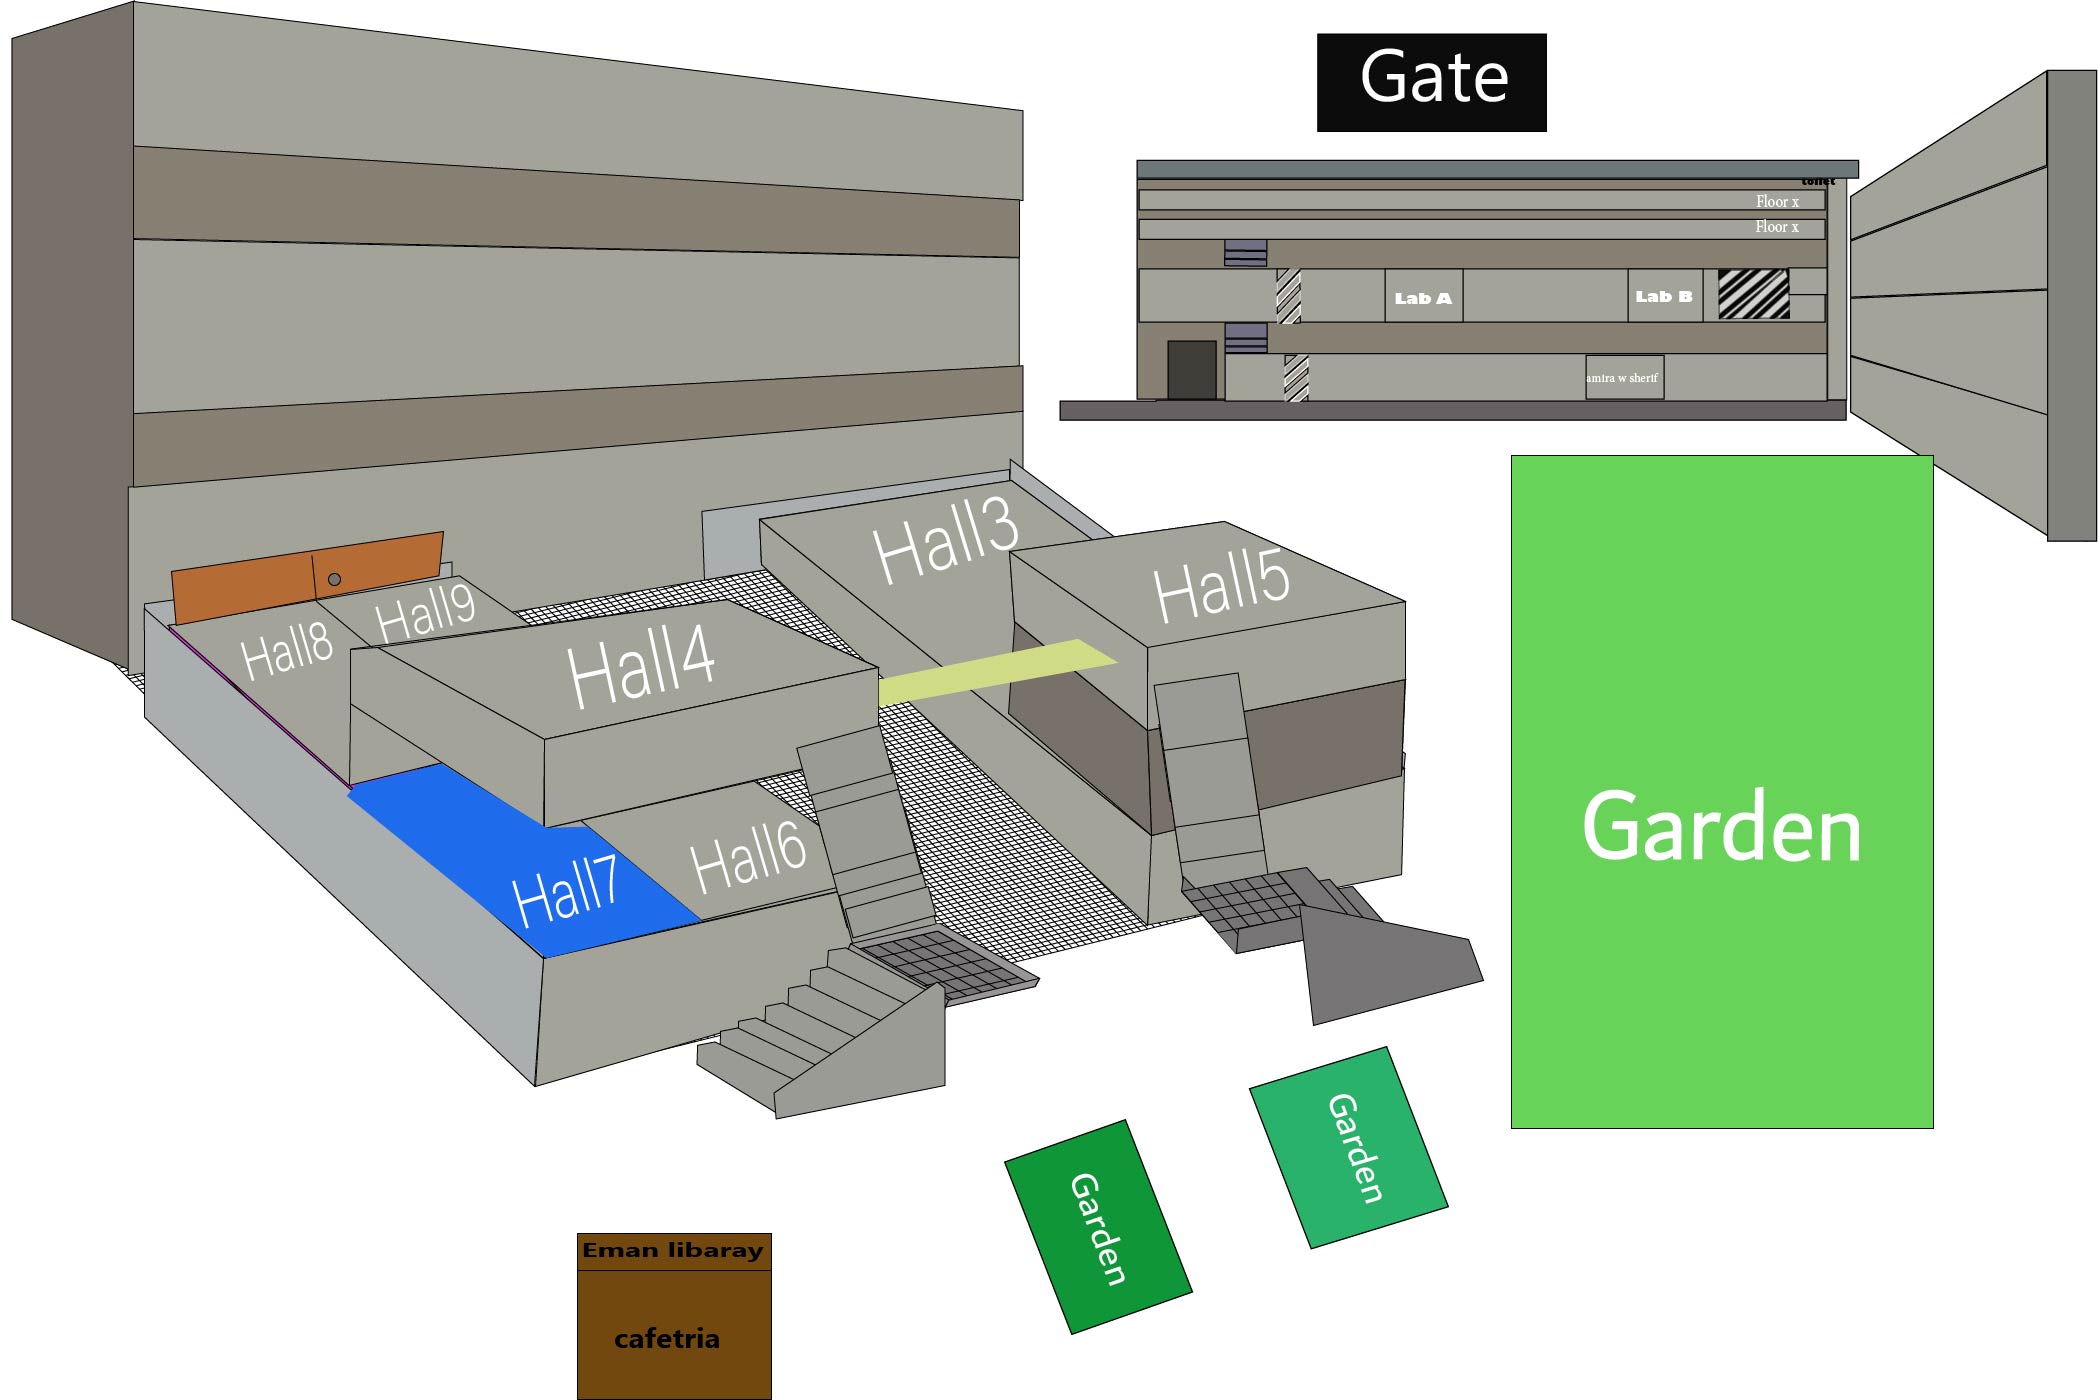 Gate
toilet
Floor x
Floor x
Lab A
Lab B
amira w sherif
Hall3
Hall5
Hall9
Hall8
Hall4
Hall6
Hall7
Garden
Garden
Garden
Eman libaray
cafetria